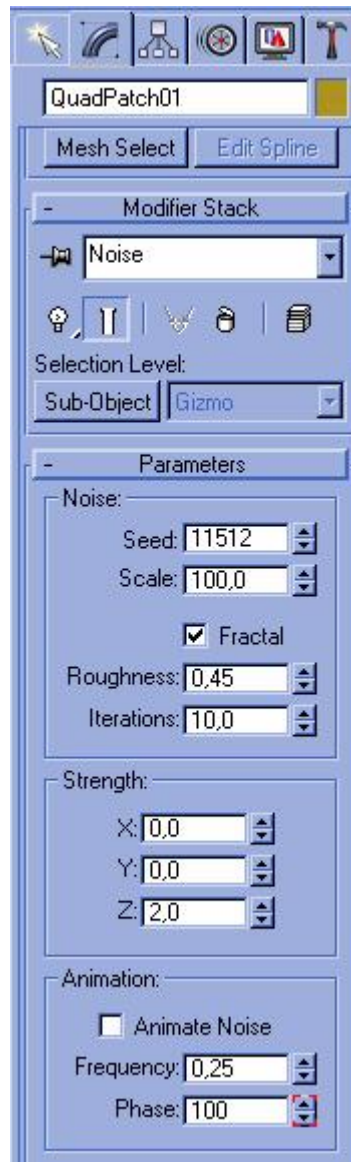 QuadPatch01
Mesh Select Edit Spline
- Modifier Stack
Noise
Selection Level:
Sub-Object Gizmo
- Parameters
Noise:
Seed: 11512
Scale: 100,0
Fractal
Roughness: 0,45
Iterations: 10,0
Strength:
X: 0,0
Y: 0,0
Z: 2,0
Animation:
Animate Noise
Frequency: 0,25
Phase: 100